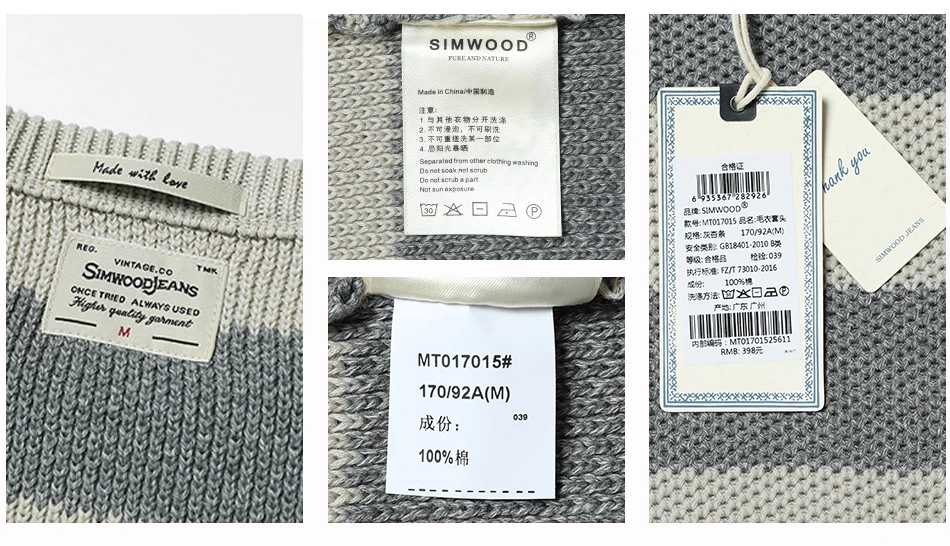 Made with love
REG.
VINTAGE.CO
TMK
SIMWOODJEANS
ONCE TRIED ALWAYS USED
Higher quality garment
M
SIMWOOD®
PURE AND NATURE
Made in China/中国制造
注意：
1. 与其他衣物分开洗涤
2. 不可浸泡，不可刷洗
3. 不可重搓洗某一部位
4. 忌阳光暴晒
Separated from other clothing washing
Do not soak,not scrub
Do not scrub a part
Not sun exposure
30
P
MT017015#
170/92A(M)
成份：
039
100%棉
合格证
6935367282926
品牌: SIMWOOD®
款号: MT017015 品名: 毛衣套头
规格: 灰杏条 170/92A(M)
安全类别: GB18401-2010 B类
等级: 合格品 检验: 039
执行标准: FZ/T 73010-2016
成份: 100%棉
洗涤方法:
产地: 广东 广州
内部编码: MT01701525611
RMB: 398元
hank you
SIMWOOD JEANS